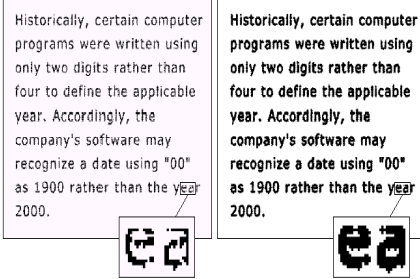 Historically, certain computer
programs were written using
only two digits rather than
four to define the applicable
year. Accordingly, the
company's software may
recognize a date using "00"
as 1900 rather than the year
2000.
ea
Historically, certain computer
programs were written using
only two digits rather than
four to define the applicable
year. Accordingly, the
company's software may
recognize a date using "00"
as 1900 rather than the year
2000.
ea